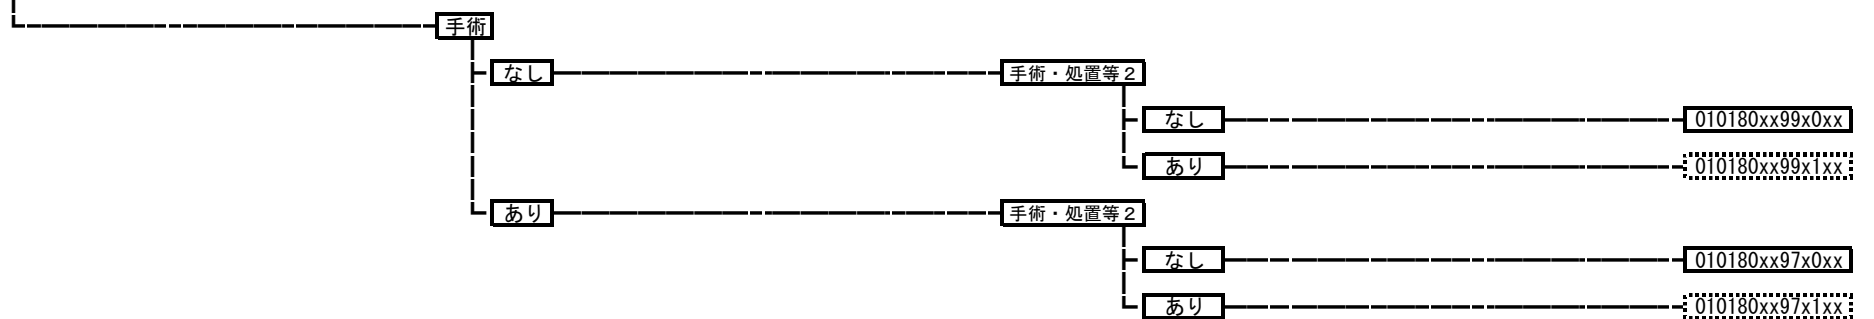 手術
なし 手術・処置等２
なし 010180xx99x0xx
あり 010180xx99x1xx
あり 手術・処置等２
なし 010180xx97x0xx
あり 010180xx97x1xx